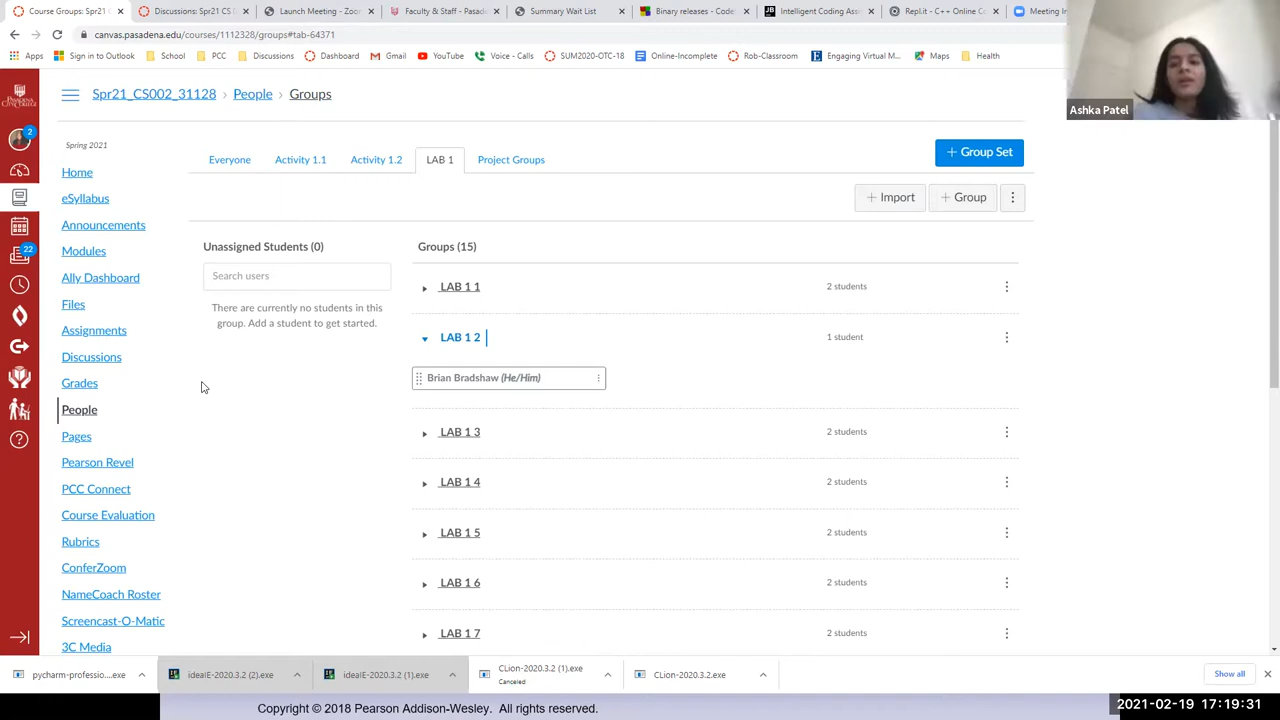 Course Groups: Spr21
Discussions: Spr21 CS
Launch Meeting - Zoo
Faculty & Staff - Pasad
Summary Wait List
Binary releases - Code
Intelligent Coding Assi
Repl.it - C++ Online C
Meeting In
canvas.pasadena.edu/courses/1112328/groups#tab-64371
Apps
Sign in to Outlook
School
PCC
Discussions
Dashboard
Gmail
YouTube
Voice - Calls
SUM2020-OTC-18
Online-Incomplete
Rob-Classroom
Engaging Virtual M...
Maps
Health
Ashka Patel
Spr21_CS002_31128 › People › Groups
2
22
Spring 2021
Home
eSyllabus
Announcements
Modules
Ally Dashboard
Files
Assignments
Discussions
Grades
People
Pages
Pearson Revel
PCC Connect
Course Evaluation
Rubrics
ConferZoom
NameCoach Roster
Screencast-O-Matic
3C Media
Everyone
Activity 1.1
Activity 1.2
LAB 1
Project Groups
+ Group Set
+ Import
+ Group
Unassigned Students (0)
Search users
There are currently no students in this
group. Add a student to get started.
Groups (15)
LAB 1 1 2 students
LAB 1 2 1 student
Brian Bradshaw (He/Him)
LAB 1 3 2 students
LAB 1 4 2 students
LAB 1 5 2 students
LAB 1 6 2 students
LAB 1 7 2 students
pycharm-professio....exe
ideaIE-2020.3.2 (2).exe
ideaIE-2020.3.2 (1).exe
CLion-2020.3.2 (1).exe
Canceled
CLion-2020.3.2.exe
Show all
Copyright © 2018 Pearson Addison-Wesley. All rights reserved.
2021-02-19 17:19:31